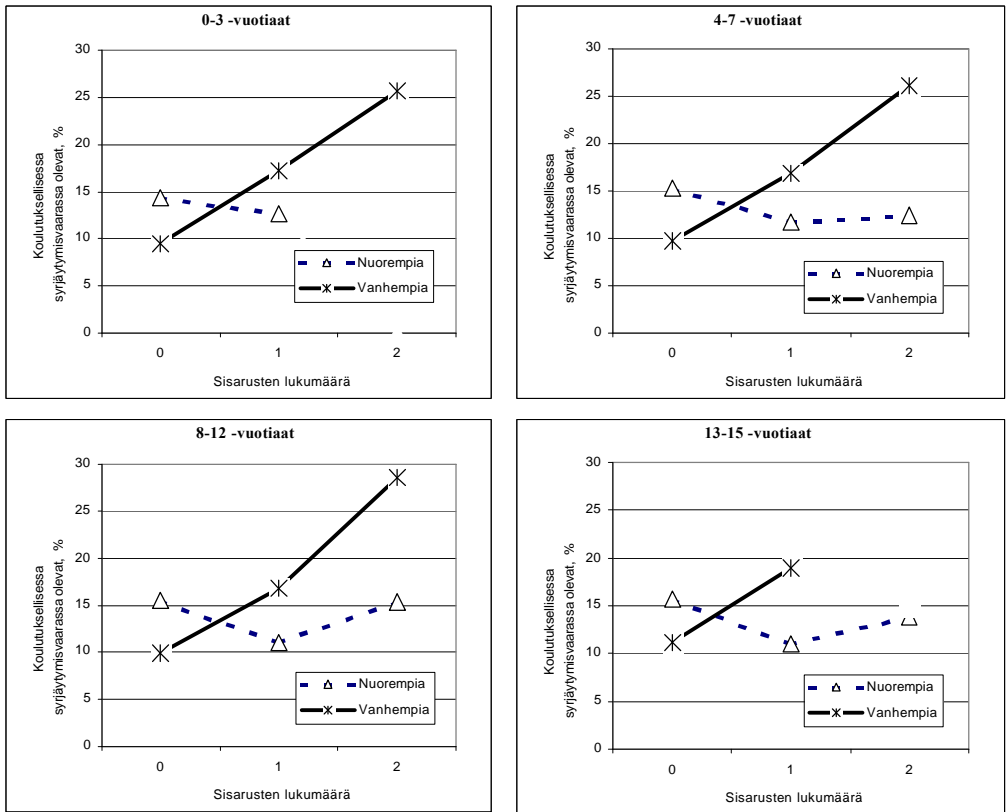 0-3 -vuotiaat
30
25
20
15
10
5
0
0 1 2
Koulutuksellisessa
syrjäytymisvaarassa olevat, %
Sisarusten lukumäärä
Nuorempia
Vanhempia
4-7 -vuotiaat
30
25
20
15
10
5
0
0 1 2
Koulutuksellisessa
syrjäytymisvaarassa olevat, %
Sisarusten lukumäärä
Nuorempia
Vanhempia
8-12 -vuotiaat
30
25
20
15
10
5
0
0 1 2
Koulutuksellisessa
syrjäytymisvaarassa olevat, %
Sisarusten lukumäärä
Nuorempia
Vanhempia
13-15 -vuotiaat
30
25
20
15
10
5
0
0 1 2
Koulutuksellisessa
syrjäytymisvaarassa olevat, %
Sisarusten lukumäärä
Nuorempia
Vanhempia